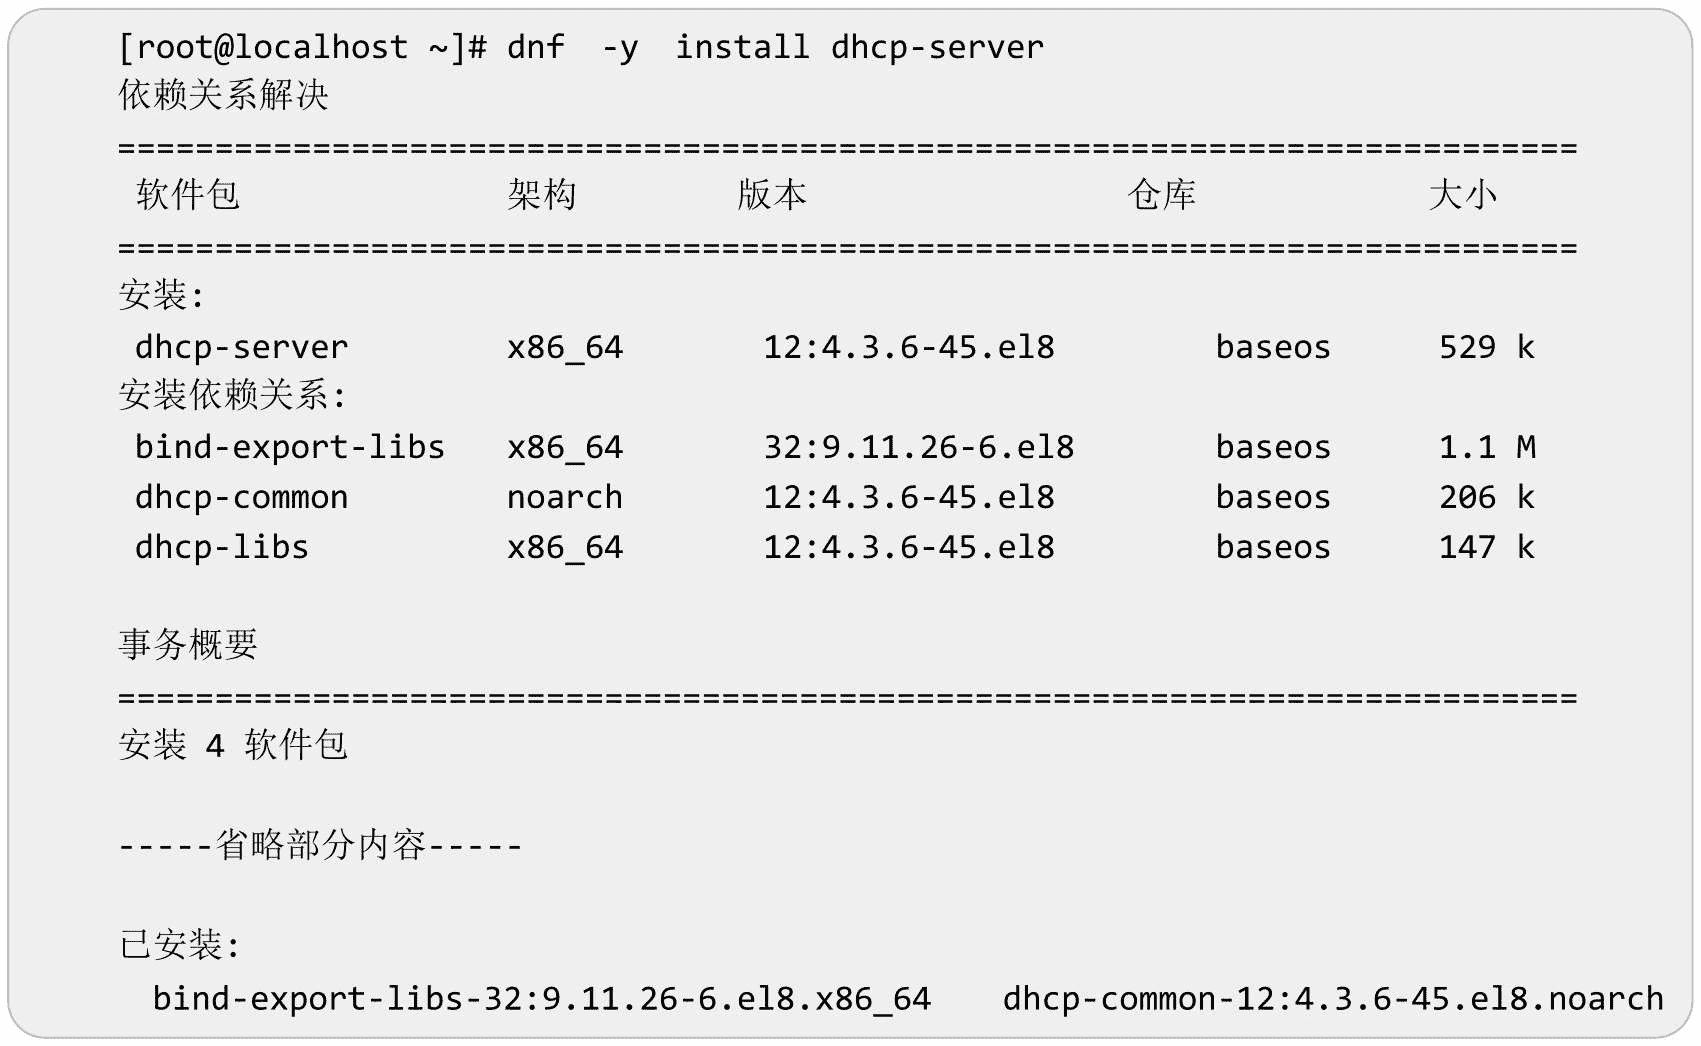 [root@localhost ~]# dnf  -y  install dhcp-server
依赖关系解决
===========================================================================
软件包 架构 版本 仓库 大小
===========================================================================
安装:
dhcp-server x86_64 12:4.3.6-45.el8 baseos 529 k
安装依赖关系:
bind-export-libs x86_64 32:9.11.26-6.el8 baseos 1.1 M
dhcp-common noarch 12:4.3.6-45.el8 baseos 206 k
dhcp-libs x86_64 12:4.3.6-45.el8 baseos 147 k
事务概要
===========================================================================
安装 4 软件包
-----省略部分内容-----
已安装:
bind-export-libs-32:9.11.26-6.el8.x86_64 dhcp-common-12:4.3.6-45.el8.noarch